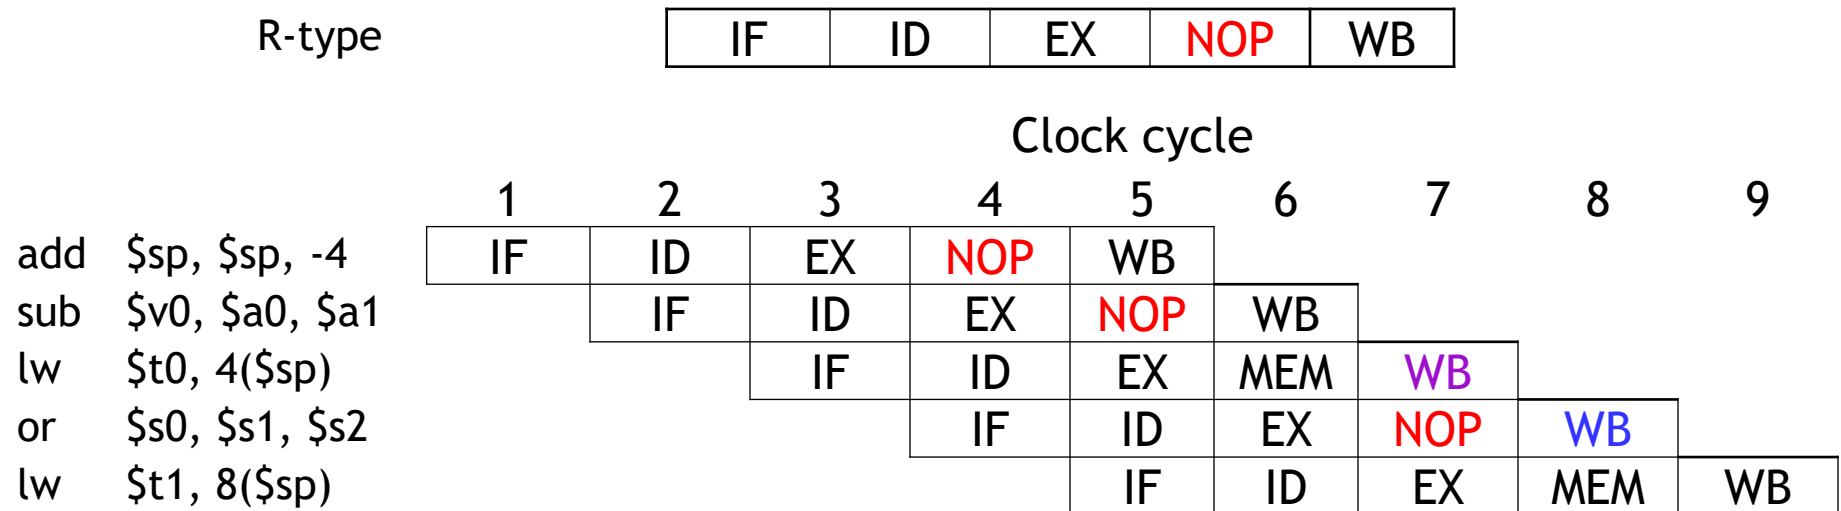 R-type IF ID EX NOP WB
Clock cycle
1 2 3 4 5 6 7 8 9
add $sp, $sp, -4 IF ID EX NOP WB
sub $v0, $a0, $a1 IF ID EX NOP WB
lw $t0, 4($sp) IF ID EX MEM WB
or $s0, $s1, $s2 IF ID EX NOP WB
lw $t1, 8($sp) IF ID EX MEM WB